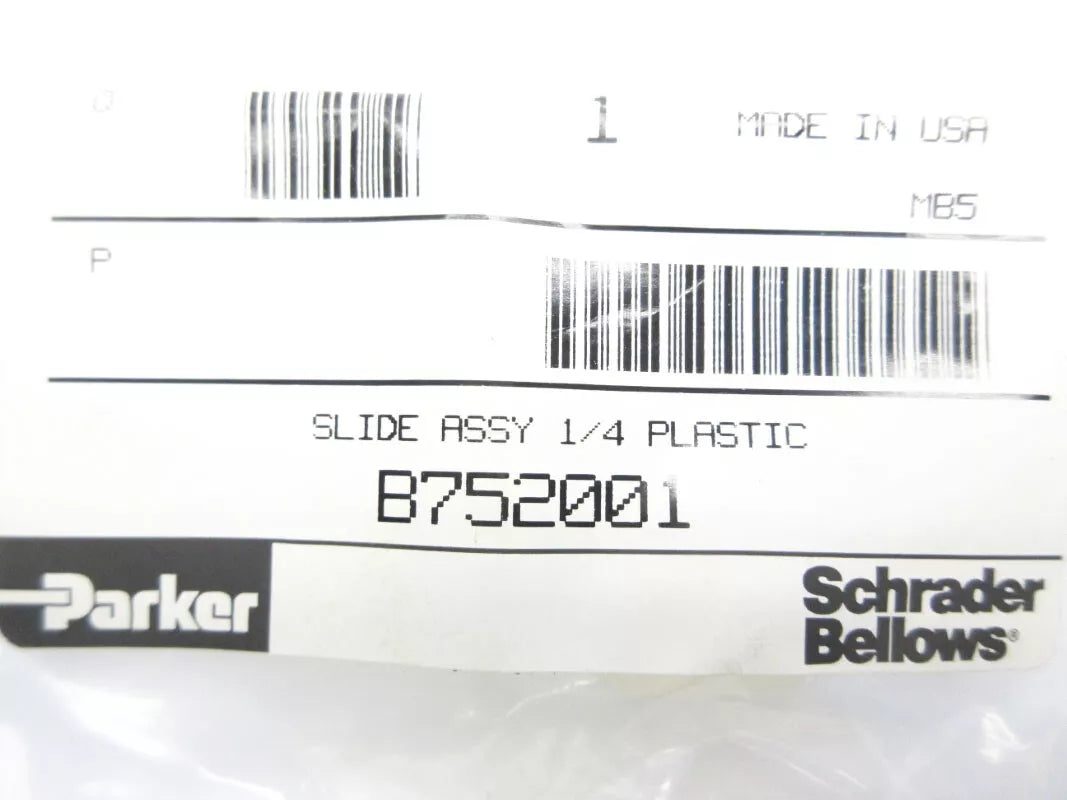 Q
1
MADE IN USA
MB5
P
SLIDE ASSY 1/4 PLASTIC
B752001
Parker
Schrader
Bellows®